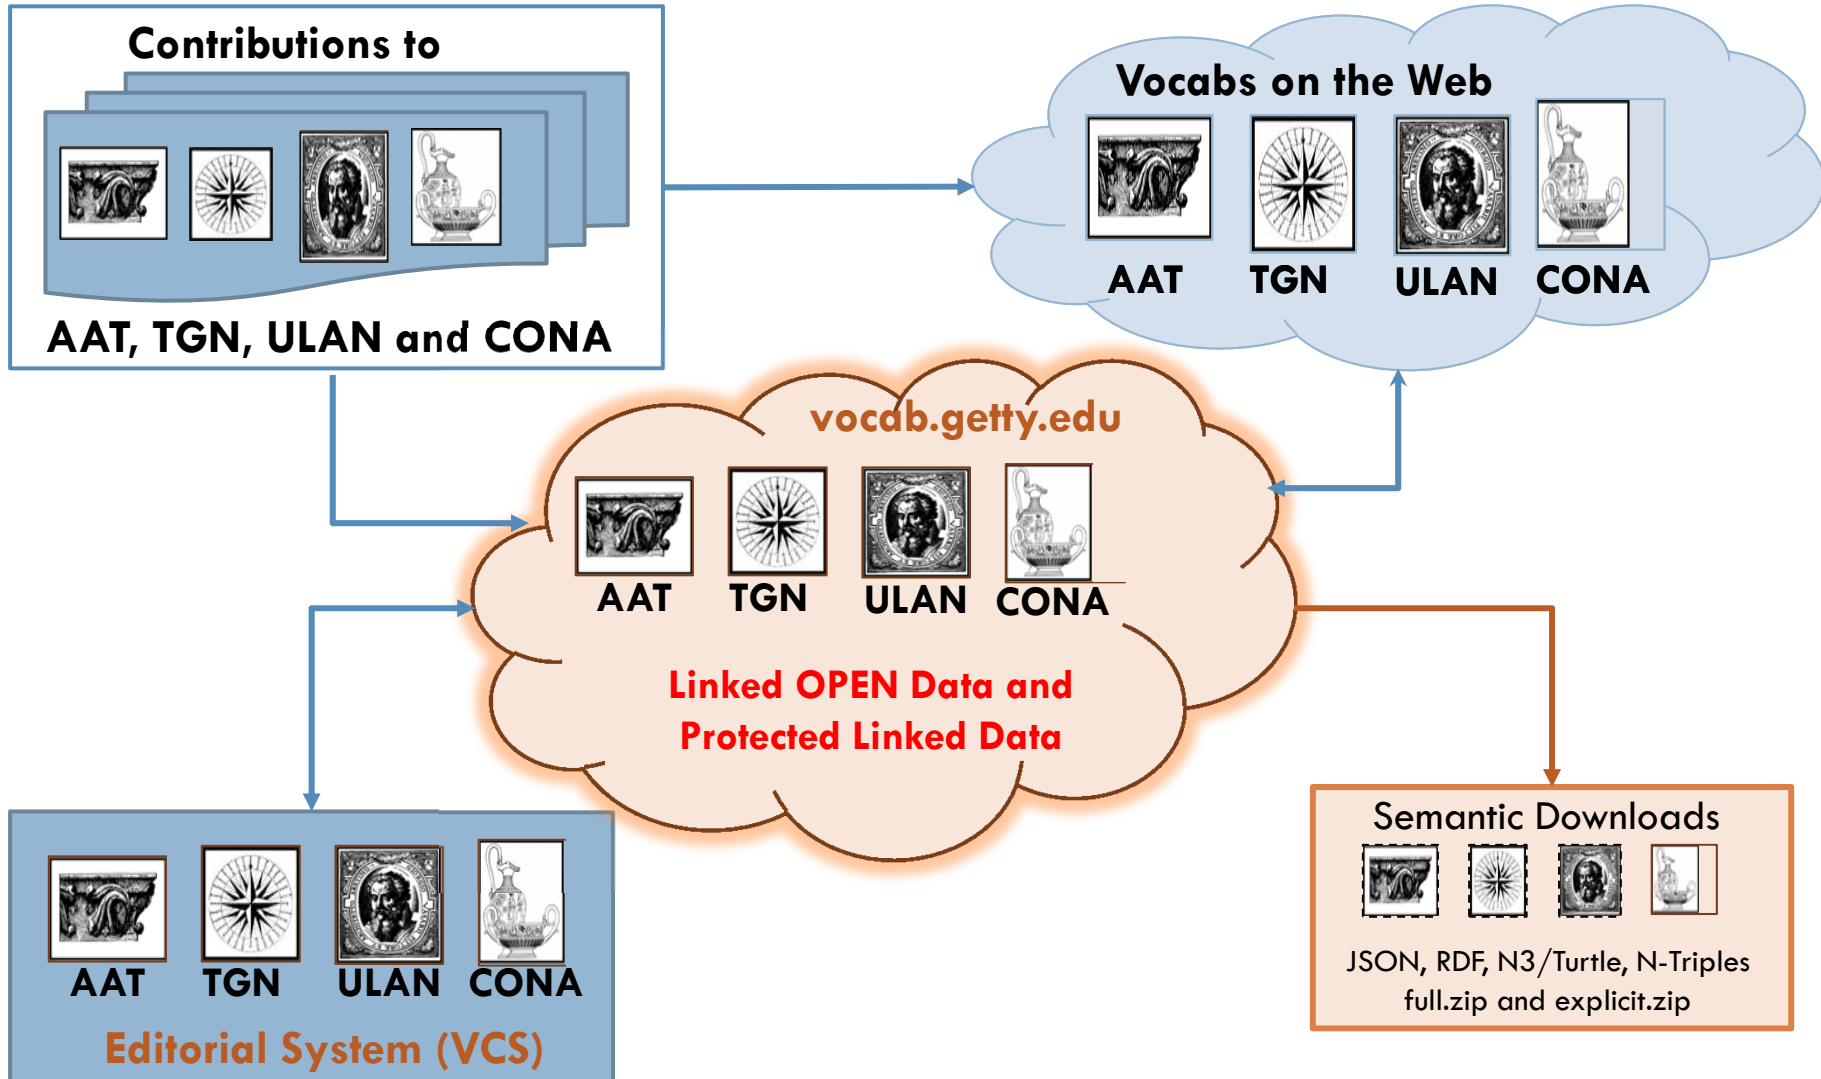 Contributions to
AAT, TGN, ULAN and CONA
Vocabs on the Web
AAT TGN ULAN CONA
vocab.getty.edu
AAT TGN ULAN CONA
Linked OPEN Data and
Protected Linked Data
AAT TGN ULAN CONA
Editorial System (VCS)
Semantic Downloads
JSON, RDF, N3/Turtle, N-Triples
full.zip and explicit.zip